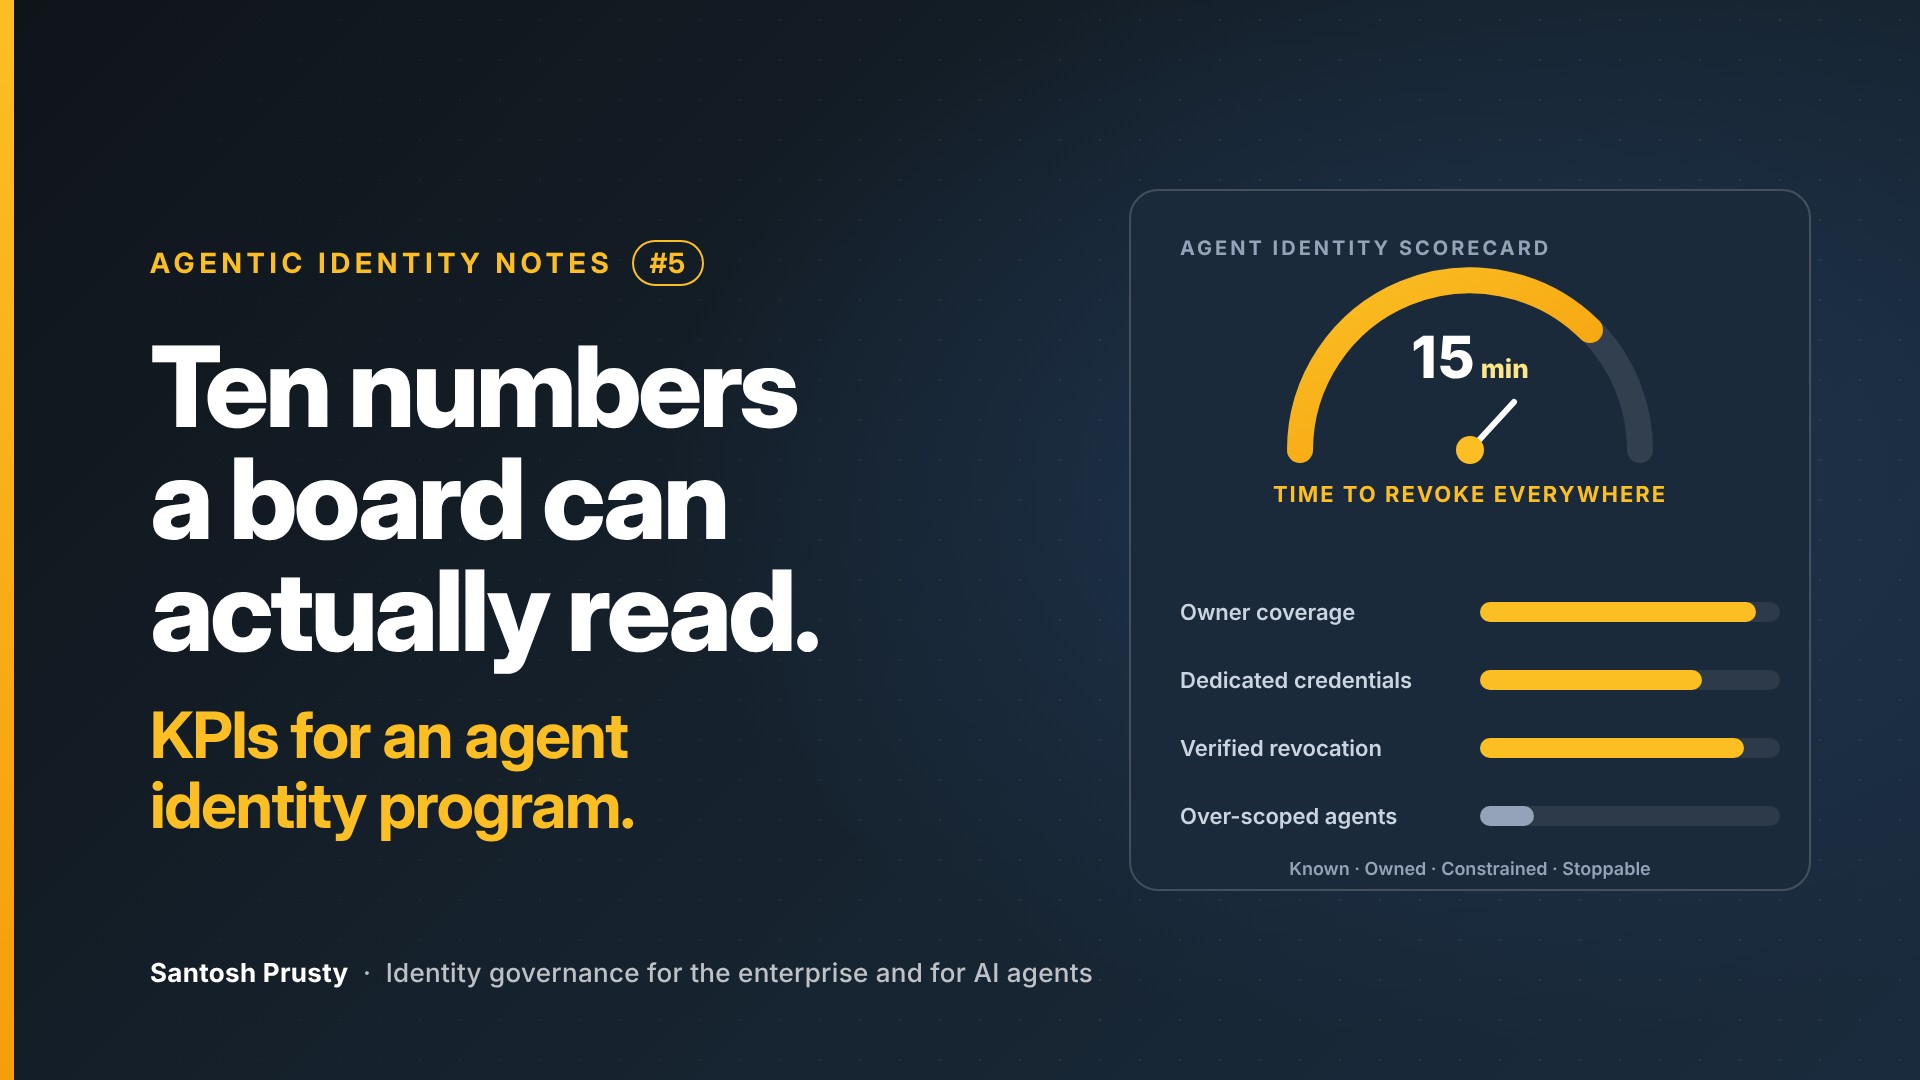 AGENTIC IDENTITY NOTES #5
Ten numbers
a board can
actually read.
KPIs for an agent
identity program.
Santosh Prusty · Identity governance for the enterprise and for AI agents
AGENT IDENTITY SCORECARD
15 min
TIME TO REVOKE EVERYWHERE
Owner coverage
Dedicated credentials
Verified revocation
Over-scoped agents
Known · Owned · Constrained · Stoppable